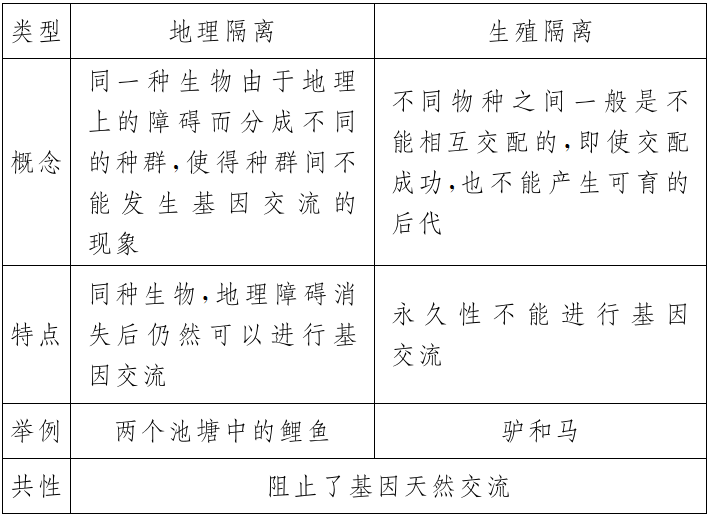 类型 地理隔离 生殖隔离
概念
同一种生物由于地理
上的障碍而分成不同
的种群,使得种群间不
能发生基因交流的
现象
不同物种之间一般是不
能相互交配的,即使交配
成功,也不能产生可育的
后代
特点
同种生物,地理障碍消
失后仍然可以进行基
因交流
永久性不能进行基因
交流
举例 两个池塘中的鲤鱼 驴和马
共性 阻止了基因天然交流